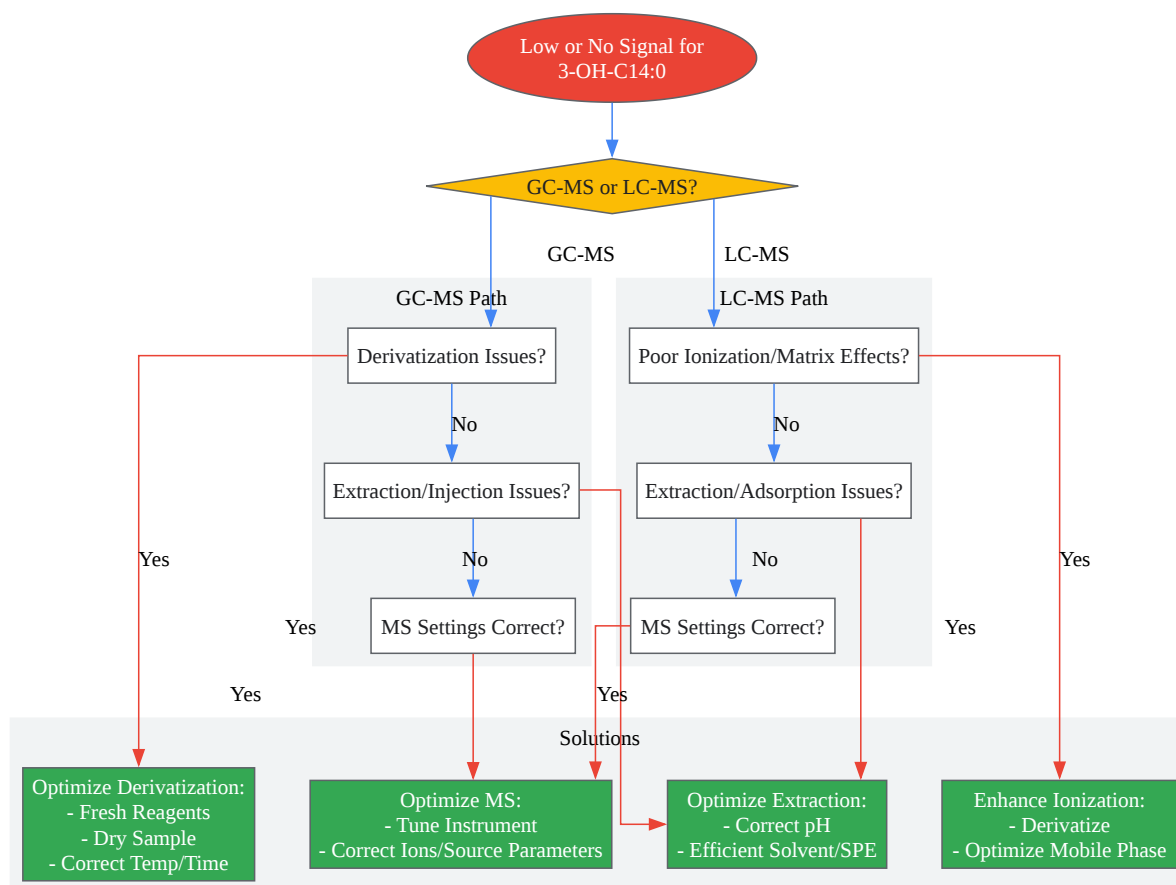 Low or No Signal for
3-OH-C14:0
GC-MS or LC-MS?
GC-MS
LC-MS
GC-MS Path
LC-MS Path
Derivatization Issues?
Poor Ionization/Matrix Effects?
No
No
Extraction/Injection Issues?
Extraction/Adsorption Issues?
Yes
No
No
Yes
Yes
MS Settings Correct?
MS Settings Correct?
Yes
Yes
Yes
Solutions
Optimize Derivatization:
- Fresh Reagents
- Dry Sample
- Correct Temp/Time
Optimize MS:
- Tune Instrument
- Correct Ions/Source Parameters
Optimize Extraction:
- Correct pH
- Efficient Solvent/SPE
Enhance Ionization:
- Derivatize
- Optimize Mobile Phase